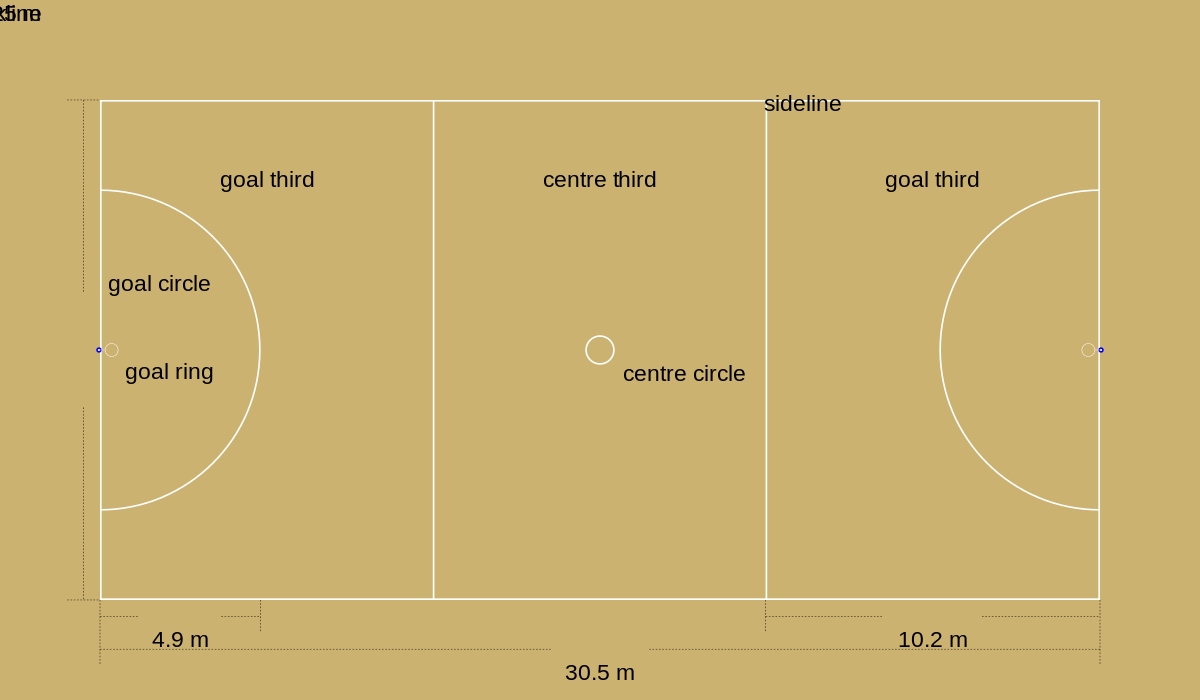 sideline
goal third
centre third
goal third
goal circle
goal ring
centre circle
4.9 m
10.2 m
30.5 m